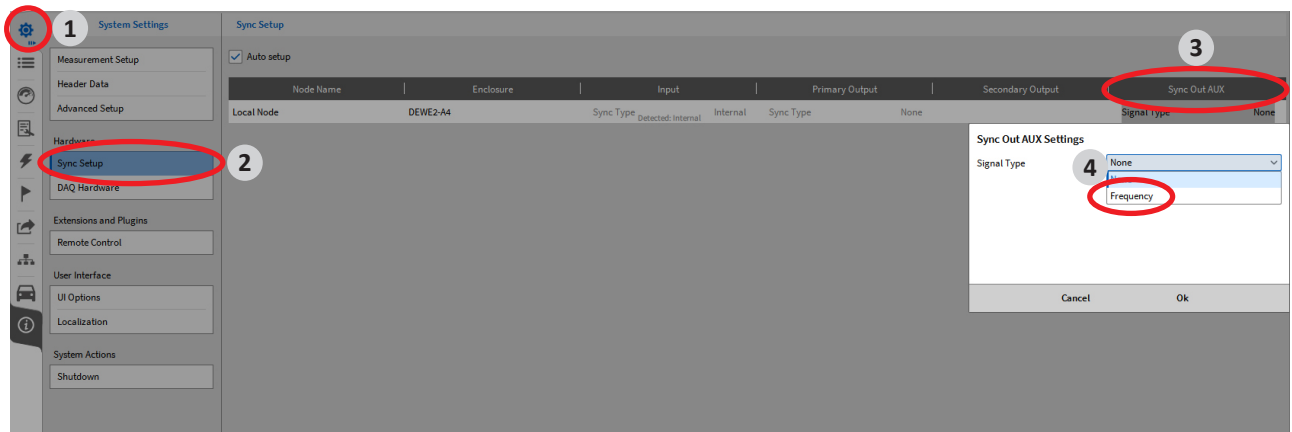 1
System Settings
Sync Setup
Measurement Setup
Header Data
Advanced Setup
Hardware
Sync Setup
2
DAQ Hardware
Extensions and Plugins
Remote Control
User Interface
UI Options
Localization
System Actions
Shutdown
Auto setup
3
Node Name
Enclosure
Input
Primary Output
Secondary Output
Sync Out AUX
Local Node
DEWE2-A4
Sync Type Detected: Internal Internal
Sync Type None
Signal Type None
Sync Out AUX Settings
Signal Type
4
None
Frequency
Cancel
Ok